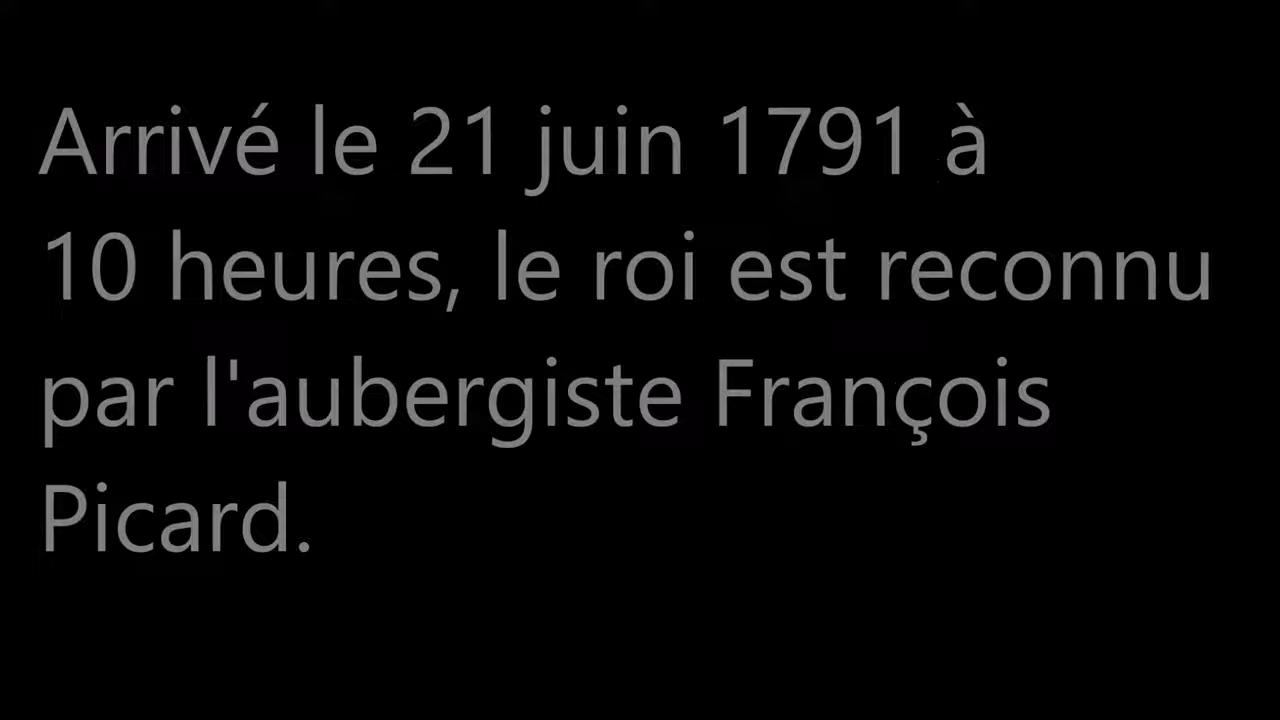 Arrivé le 21 juin 1791 à
10 heures, le roi est reconnu
par l'aubergiste François
Picard.